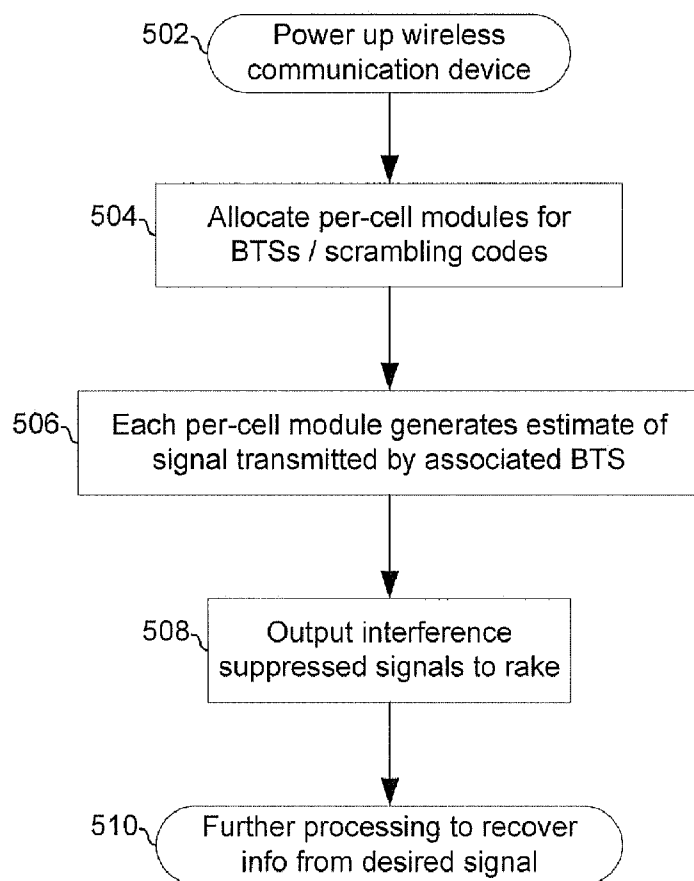 502
Power up wireless
communication device
504
Allocate per-cell modules for
BTSs / scrambling codes
506
Each per-cell module generates estimate of
signal transmitted by associated BTS
508
Output interference
suppressed signals to rake
510
Further processing to recover
info from desired signal